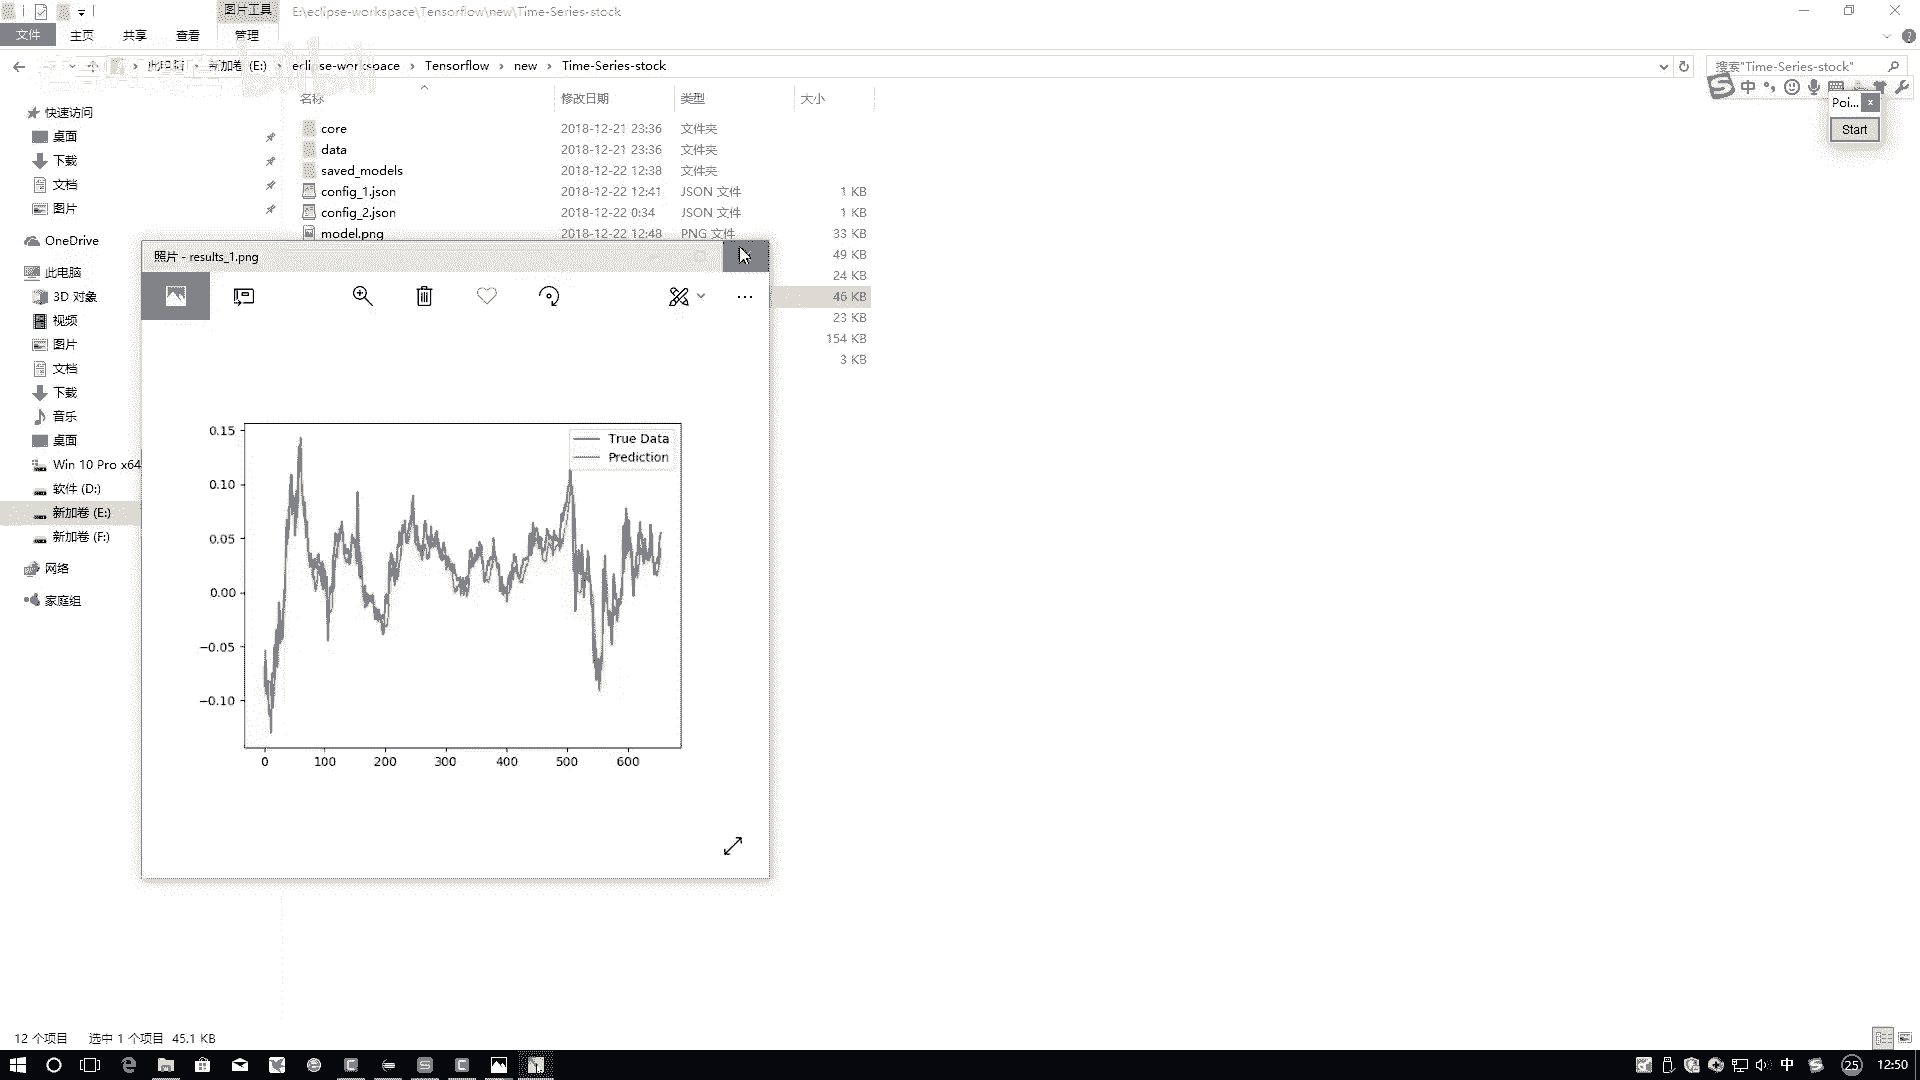 图片工具
E:\eclipse-workspace\Tensorflow\new\Time-Series-stock
文件 主页 共享 查看 管理
此电脑 新加卷 (E:) eclipse-workspace Tensorflow new Time-Series-stock
搜索"Time-Series-stock"
中
Poi...
Start
名称 修改日期 类型 大小
core 2018-12-21 23:36 文件夹
data 2018-12-21 23:36 文件夹
saved_models 2018-12-22 12:38 文件夹
config_1.json 2018-12-22 12:41 JSON 文件 1 KB
config_2.json 2018-12-22 0:34 JSON 文件 1 KB
model.png 2018-12-22 12:48 PNG 文件 33 KB
49 KB
24 KB
46 KB
23 KB
154 KB
3 KB
快速访问
桌面
下载
文档
图片
OneDrive
此电脑
3D 对象
视频
图片
文档
下载
音乐
桌面
Win 10 Pro x64
软件 (D:)
新加卷 (E:)
新加卷 (F:)
网络
家庭组
照片 - results_1.png
True Data
Prediction
0.15
0.10
0.05
0.00
−0.05
−0.10
0 100 200 300 400 500 600
12 个项目 选中 1 个项目 45.1 KB
中 25 12:50